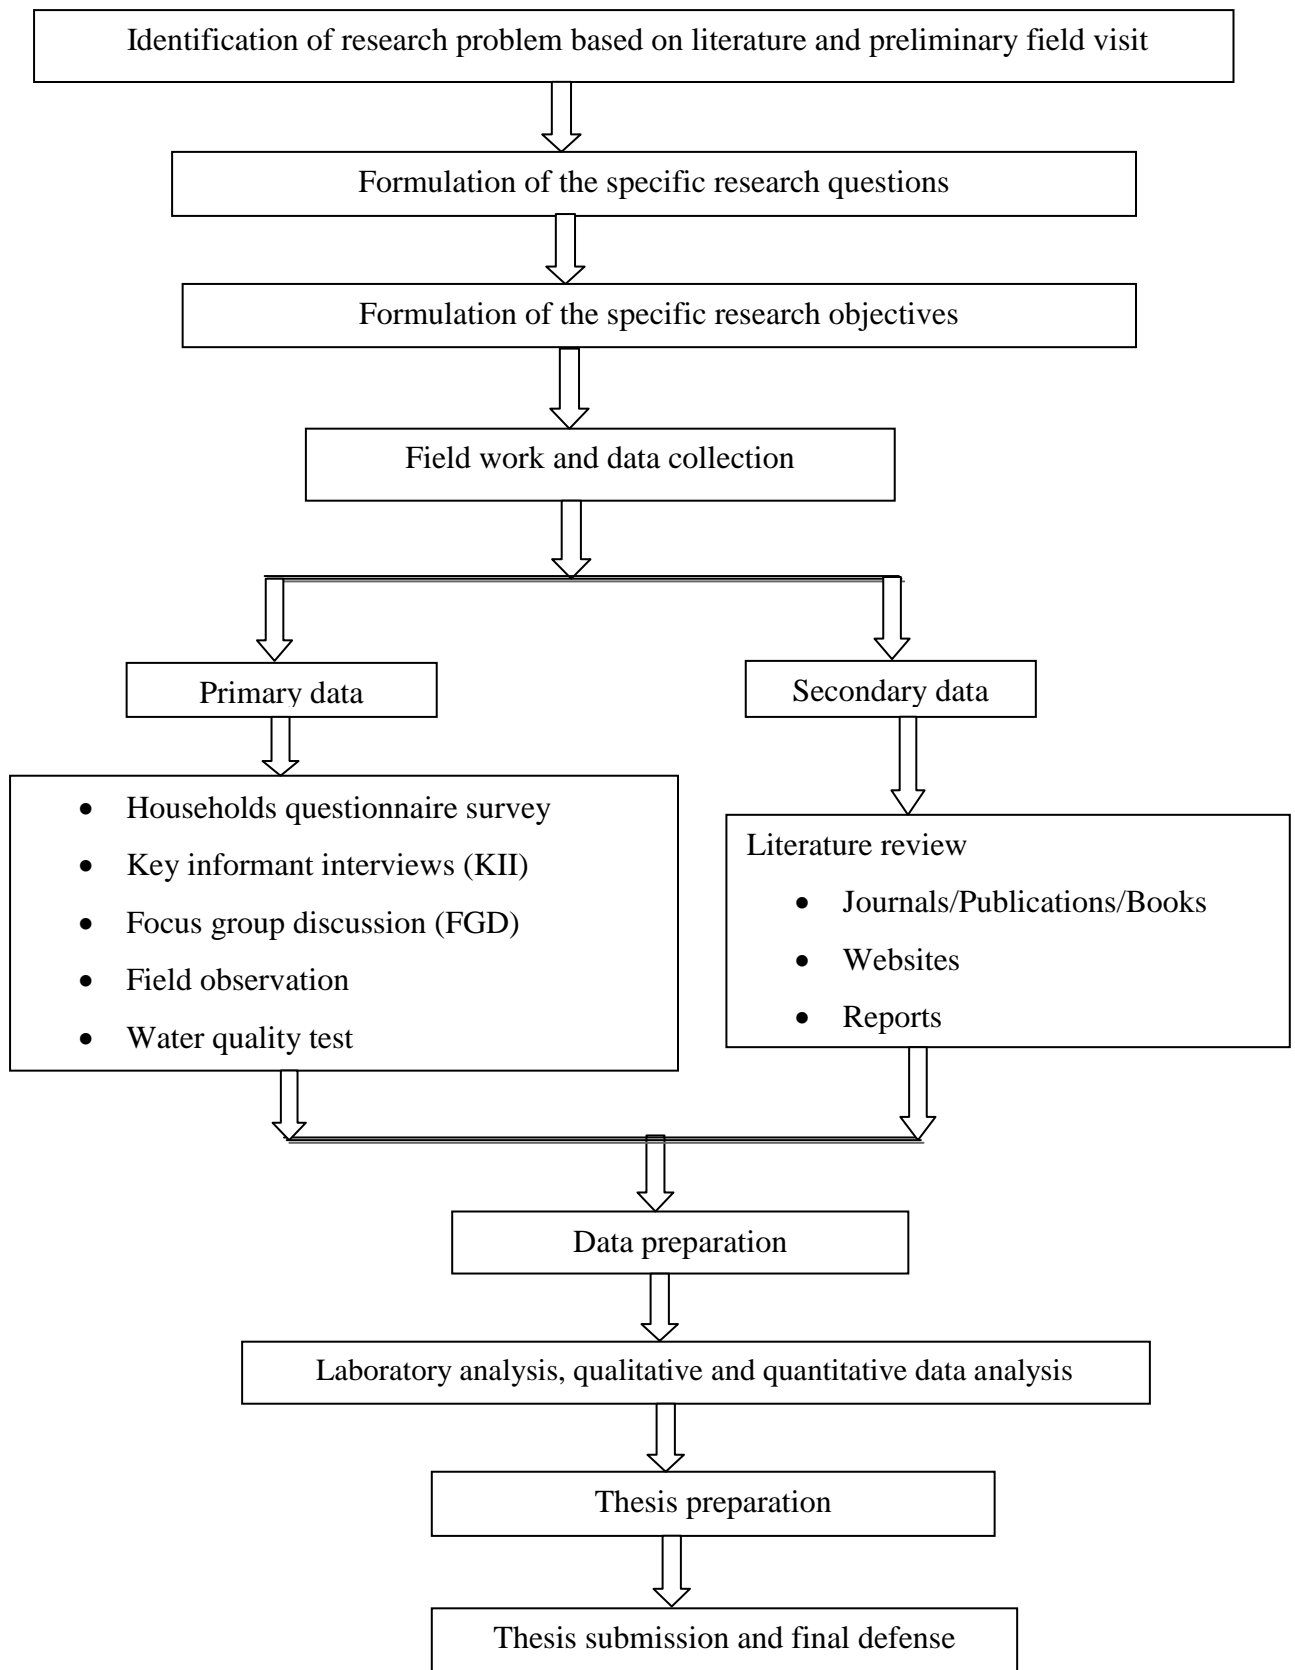 Identification of research problem based on literature and preliminary field visit
Formulation of the specific research questions
Formulation of the specific research objectives
Field work and data collection
Primary data
Secondary data
• Households questionnaire survey
• Key informant interviews (KII)
• Focus group discussion (FGD)
• Field observation
• Water quality test
Literature review
• Journals/Publications/Books
• Websites
• Reports
Data preparation
Laboratory analysis, qualitative and quantitative data analysis
Thesis preparation
Thesis submission and final defense